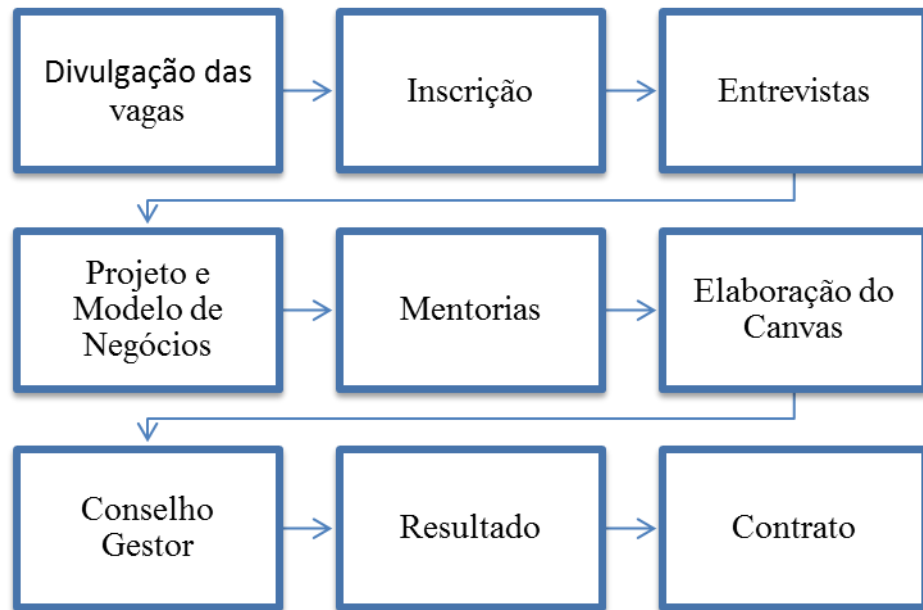 Divulgação das
vagas
Inscrição
Entrevistas
Projeto e
Modelo de
Negócios
Mentorias
Elaboração do
Canvas
Conselho
Gestor
Resultado
Contrato